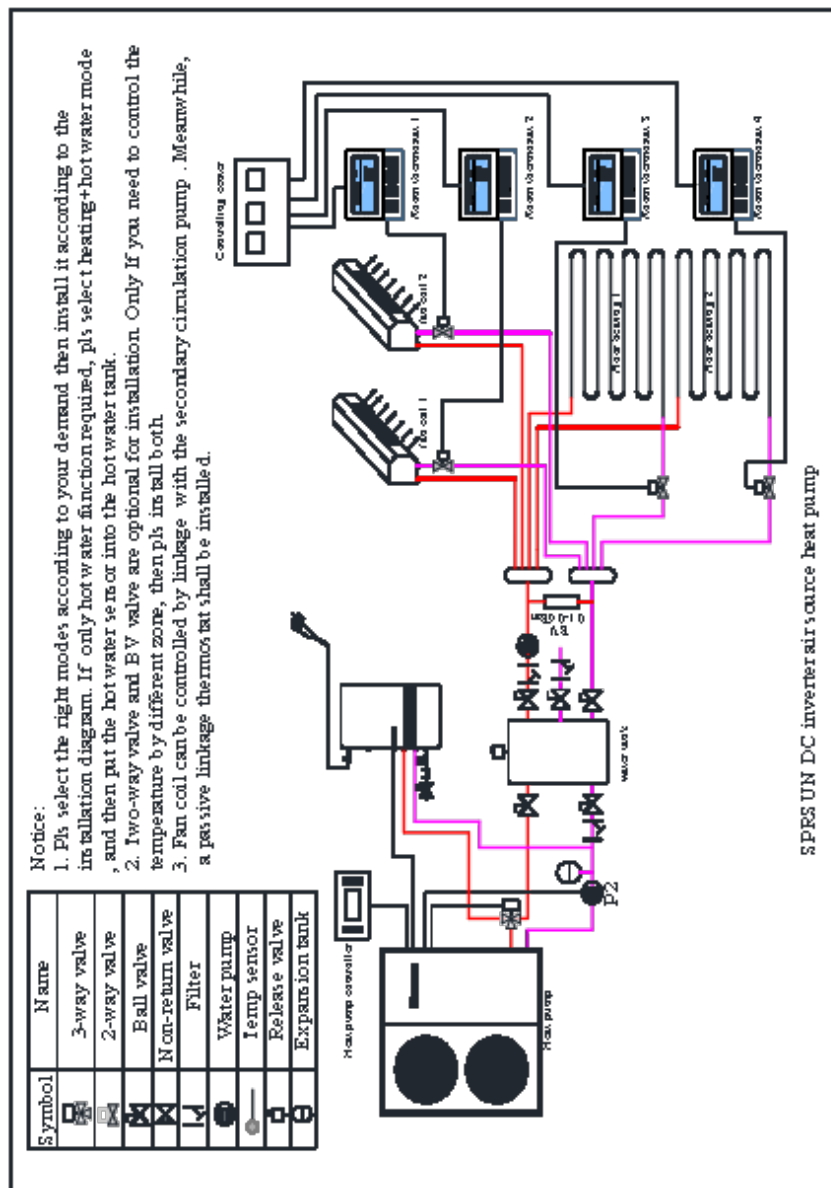 Notice:
1. Pls select the right modes according to your demand then install it according to the
installation diagram. If only hot water function required, pls select heating+hot water mode
, and then put the hot water sensor into the hot water tank.
2. Two-way valve and BV valve are optional for installation. Only If you need to control the
temperature by different zone, then pls install both.
3. Fan coil can be controlled by linkage with the secondary circulation pump . Meanwhile,
a passive linkage thermostat shall be installed.
Symbol Name
3-way valve
2-way valve
Ball valve
Non-return valve
Filter
Water pump
Temp sensor
Release valve
Expansion tank
Heat pump controller
Heat pump
P2
water tank
BV
Fan coil 1
Fan coil 2
Room thermostat 1
Room thermostat 2
Room thermostat 3
Room thermostat 4
Floor heating 1
Floor heating 2
SPRSUN DC inverter air source heat pump